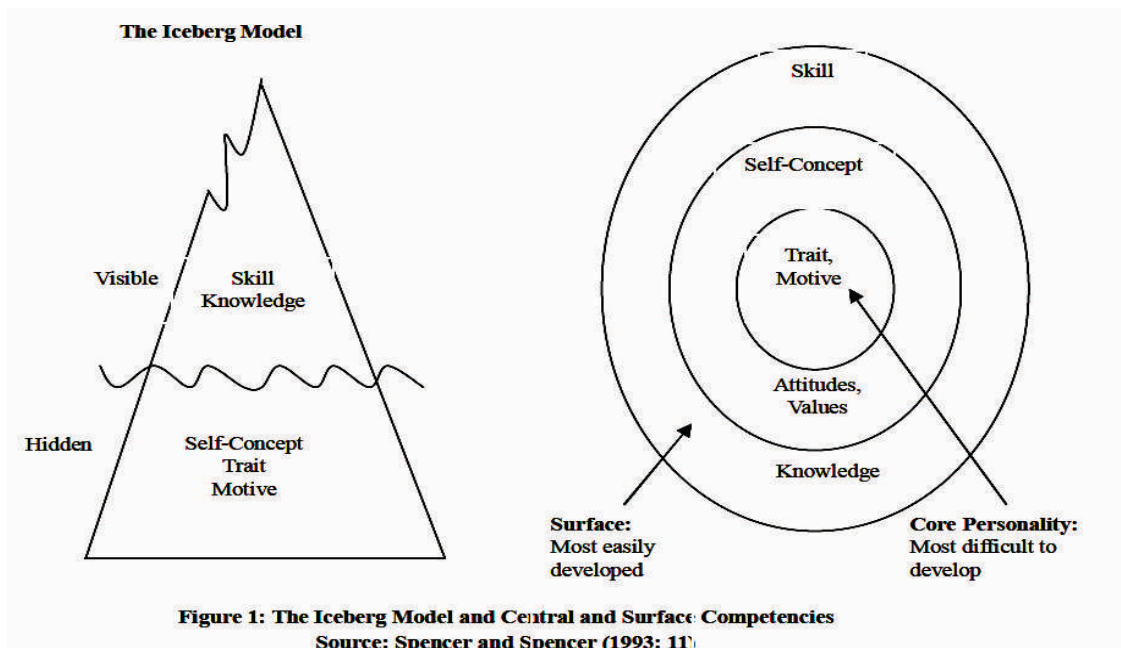 The Iceberg Model
Visible
Skill
Knowledge
Hidden
Self-Concept
Trait
Motive
Skill
Self-Concept
Trait,
Motive
Attitudes,
Values
Knowledge
Surface:
Most easily
developed
Core Personality:
Most difficult to
develop
Figure 1: The Iceberg Model and Central and Surface Competencies
Source: Spencer and Spencer (1993: 11)